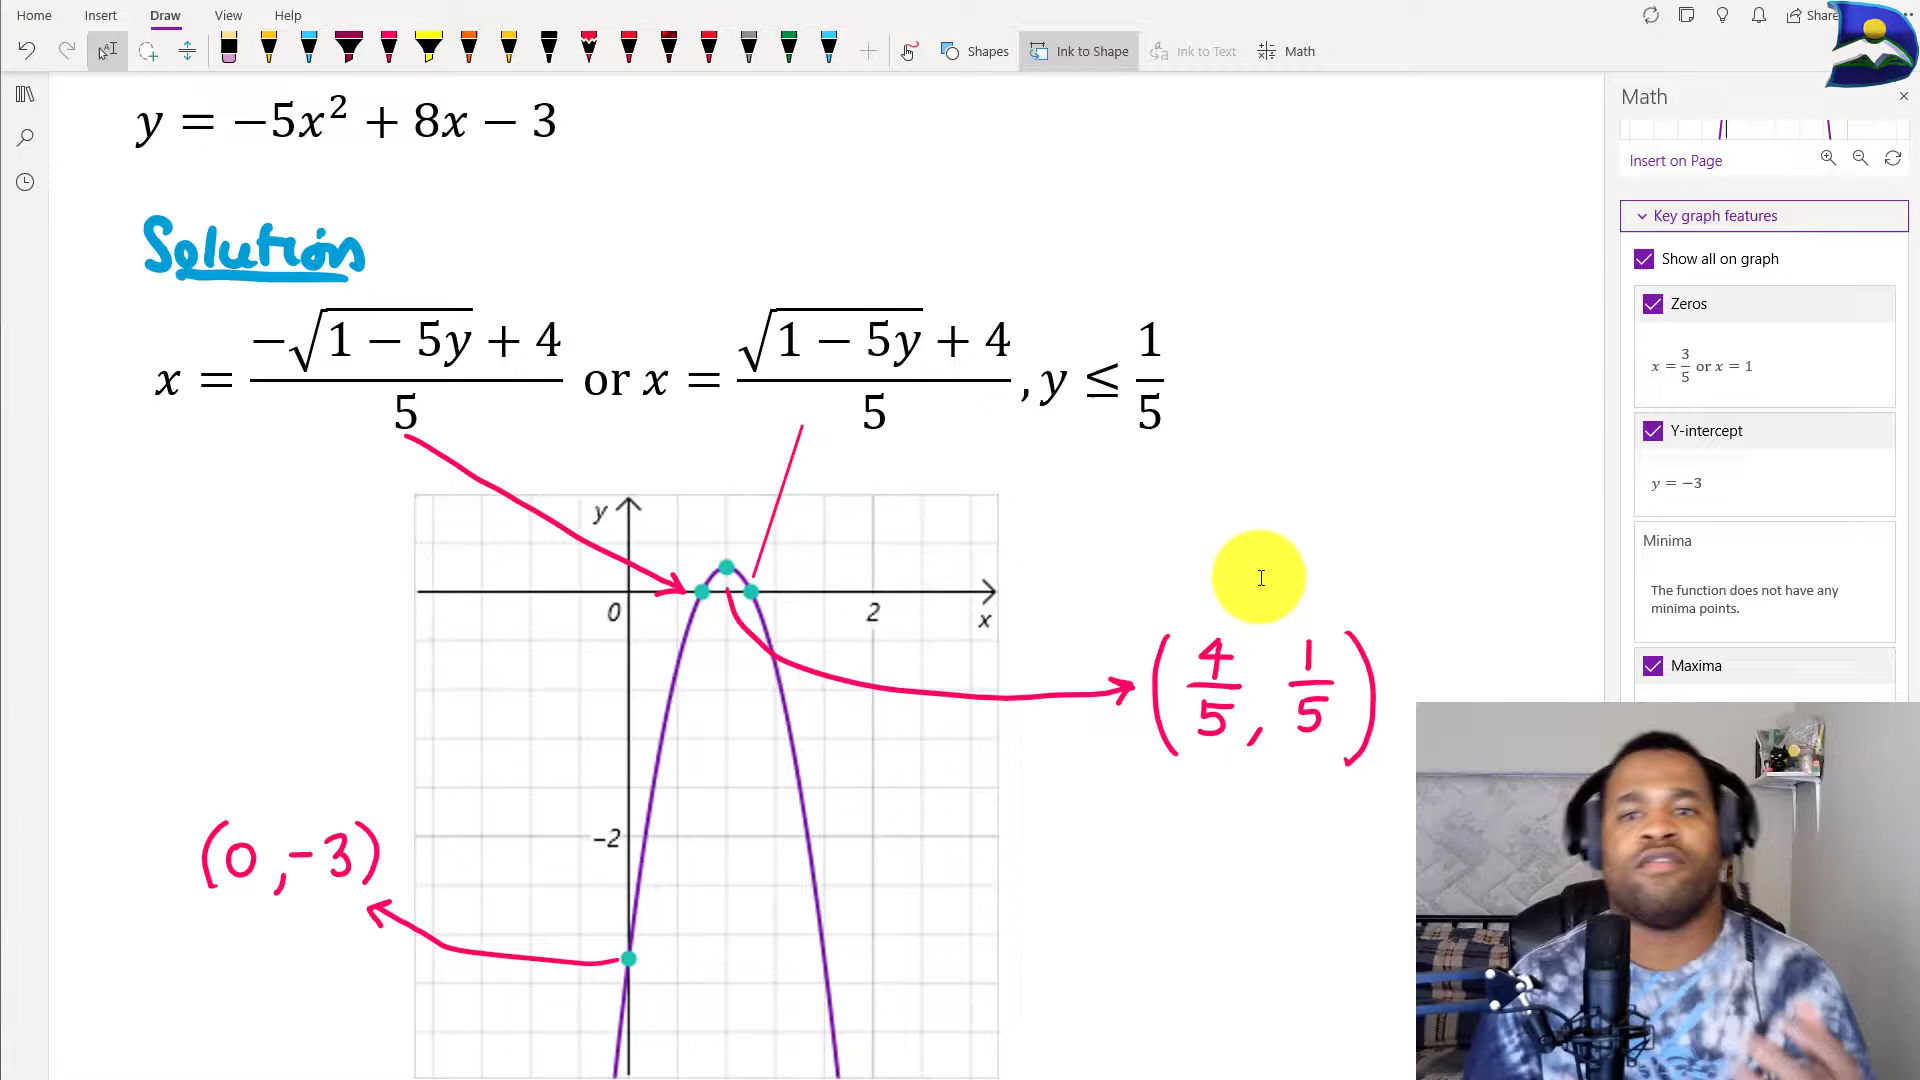 Home Insert Draw View Help
Share
Shapes Ink to Shape Ink to Text Math
y = −5x² + 8x − 3
Solution
x = (−√(1 − 5y) + 4)/5 or x = (√(1 − 5y) + 4)/5, y ≤ 1/5
y
0
2
x
−2
(4/5, 1/5)
(0, -3)
Math
Insert on Page
Key graph features
Show all on graph
Zeros
x = 3/5 or x = 1
Y-intercept
y = −3
Minima
The function does not have any
minima points.
Maxima